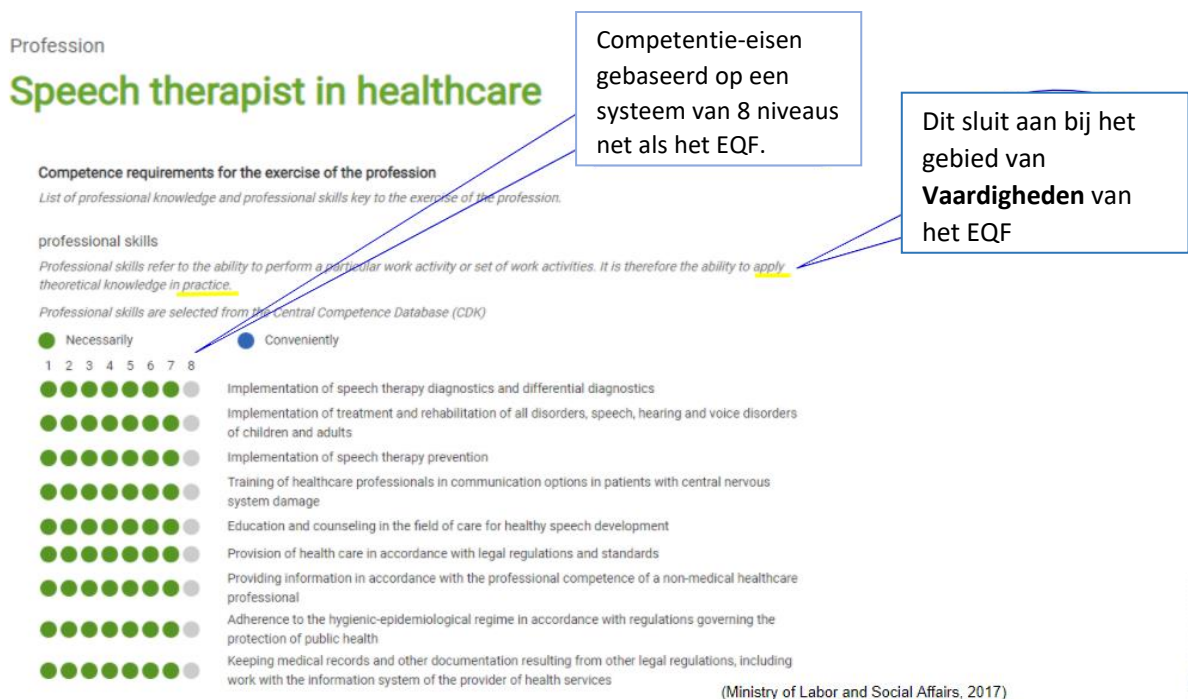 Profession
Speech therapist in healthcare
Competentie-eisen
gebaseerd op een
systeem van 8 niveaus
net als het EQF.
Dit sluit aan bij het
gebied van
Vaardigheden van
het EQF
Competence requirements for the exercise of the profession
List of professional knowledge and professional skills key to the exercise of the profession.
professional skills
Professional skills refer to the ability to perform a particular work activity or set of work activities. It is therefore the ability to apply
theoretical knowledge in practice.
Professional skills are selected from the Central Competence Database (CDK)
Necessarily Conveniently
1 2 3 4 5 6 7 8
Implementation of speech therapy diagnostics and differential diagnostics
Implementation of treatment and rehabilitation of all disorders, speech, hearing and voice disorders
of children and adults
Implementation of speech therapy prevention
Training of healthcare professionals in communication options in patients with central nervous
system damage
Education and counseling in the field of care for healthy speech development
Provision of health care in accordance with legal regulations and standards
Providing information in accordance with the professional competence of a non-medical healthcare
professional
Adherence to the hygienic-epidemiological regime in accordance with regulations governing the
protection of public health
Keeping medical records and other documentation resulting from other legal regulations, including
work with the information system of the provider of health services
(Ministry of Labor and Social Affairs, 2017)